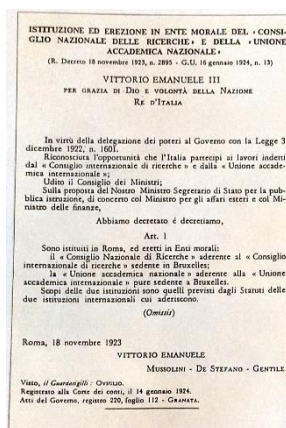 ISTITUZIONE ED EREZIONE IN ENTE MORALE DEL «CONSI-
GLIO NAZIONALE DELLE RICERCHE» E DELLA «UNIONE
ACCADEMICA NAZIONALE»
(R. Decreto 18 novembre 1923, n. 2895 - G.U. 16 gennaio 1924, n. 13)
VITTORIO EMANUELE III
PER GRAZIA DI DIO E VOLONTÀ DELLA NAZIONE
RE D'ITALIA
In virtù della delegazione dei poteri al Governo con la Legge 3
dicembre 1922, n. 1601.
Riconosciuta l'opportunità che l'Italia partecipi ai lavori indetti
dal « Consiglio internazionale di ricerche » e dalla « Unione accade-
mica internazionale »;
Udito il Consiglio dei Ministri;
Sulla proposta del Nostro Ministro Segretario di Stato per la pub-
blica istruzione, di concerto col Ministro per gli affari esteri e col Mi-
nistro delle finanze,
Abbiamo decretato é decretiamo,
Art. 1
Sono istituiti in Roma, ed eretti in Enti morali:
il « Consiglio Nazionale di Ricerche » aderente al « Consiglio
internazionale di ricerche » sedente in Bruxelles;
la « Unione accademica nazionale » aderente alla « Unione
accademica internazionale » pure sedente a Bruxelles.
Scopi delle due istituzioni sono quelli previsti dagli Statuti delle
due istituzioni internazionali cui aderiscono.
(Omissis)
Roma, 18 novembre 1923
VITTORIO EMANUELE
MUSSOLINI - DE STEFANO - GENTILE
Visto, il Guardasigilli: OVIGLIO.
Registrato alla Corte dei conti, il 14 gennaio 1924.
Atti del Governo, registro 220, foglio 112 - GRANATA.